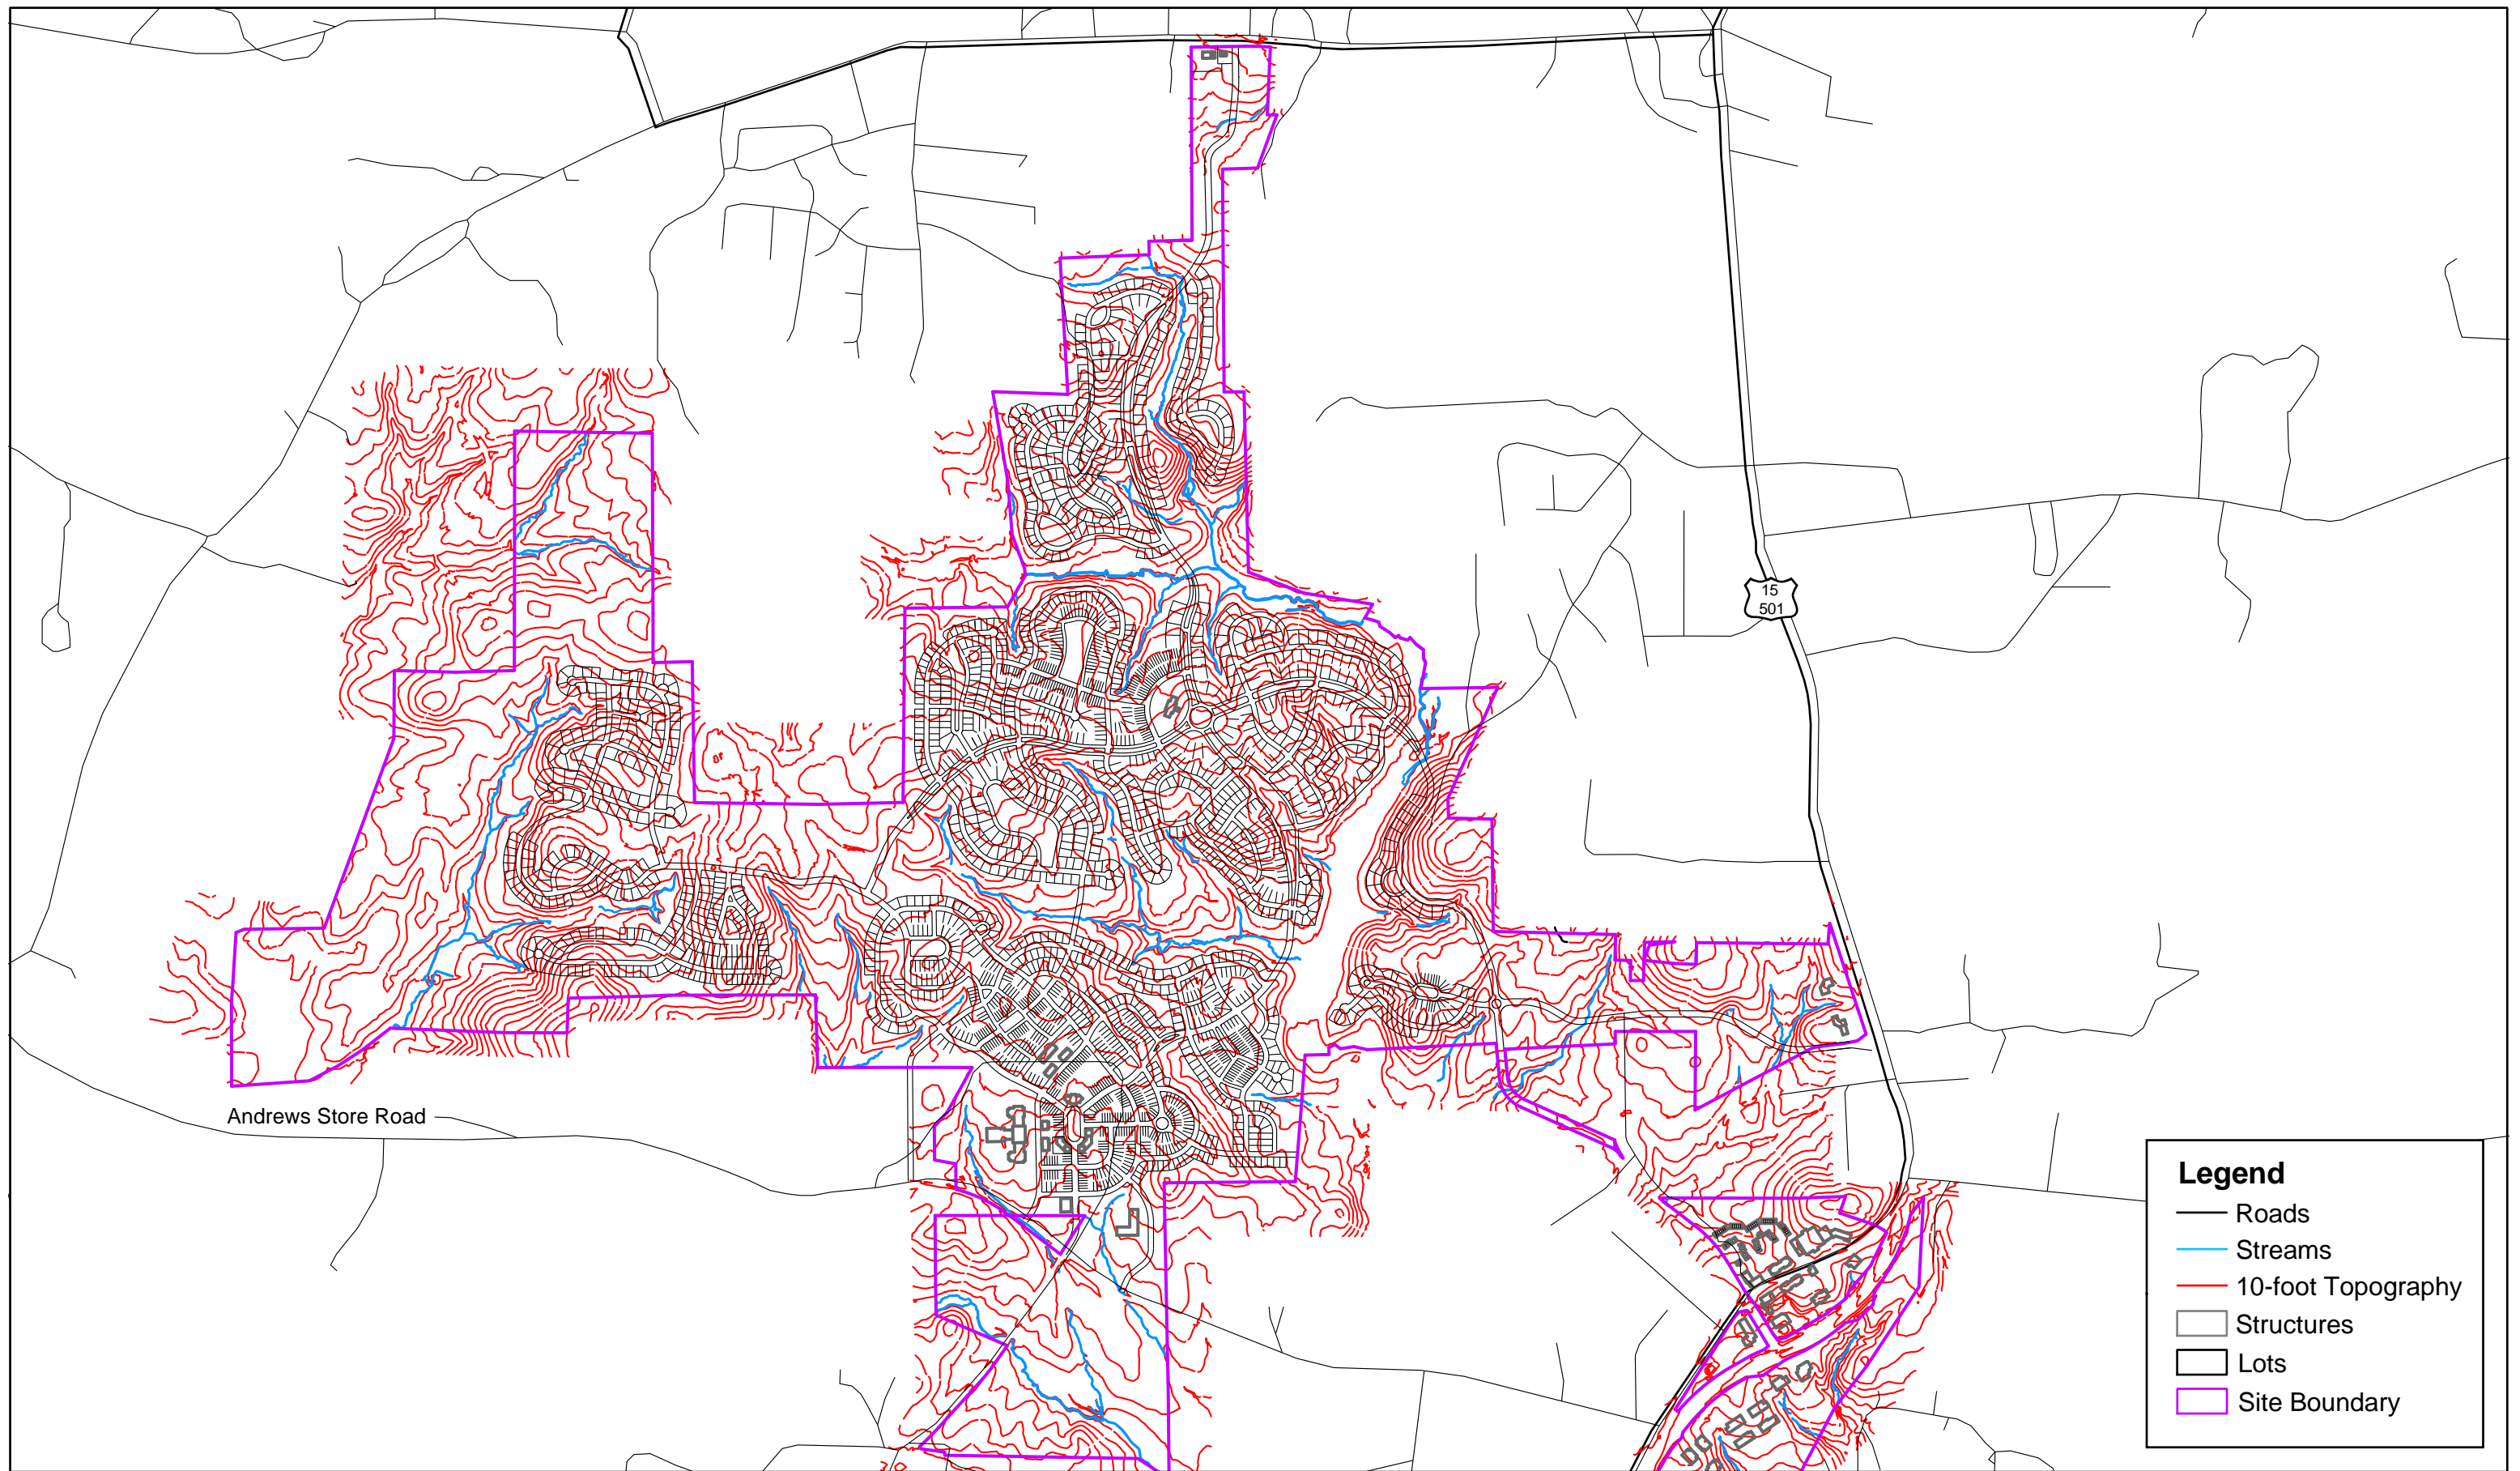 15
501
Andrews Store Road
Legend
Roads
Streams
10-foot Topography
Structures
Lots
Site Boundary